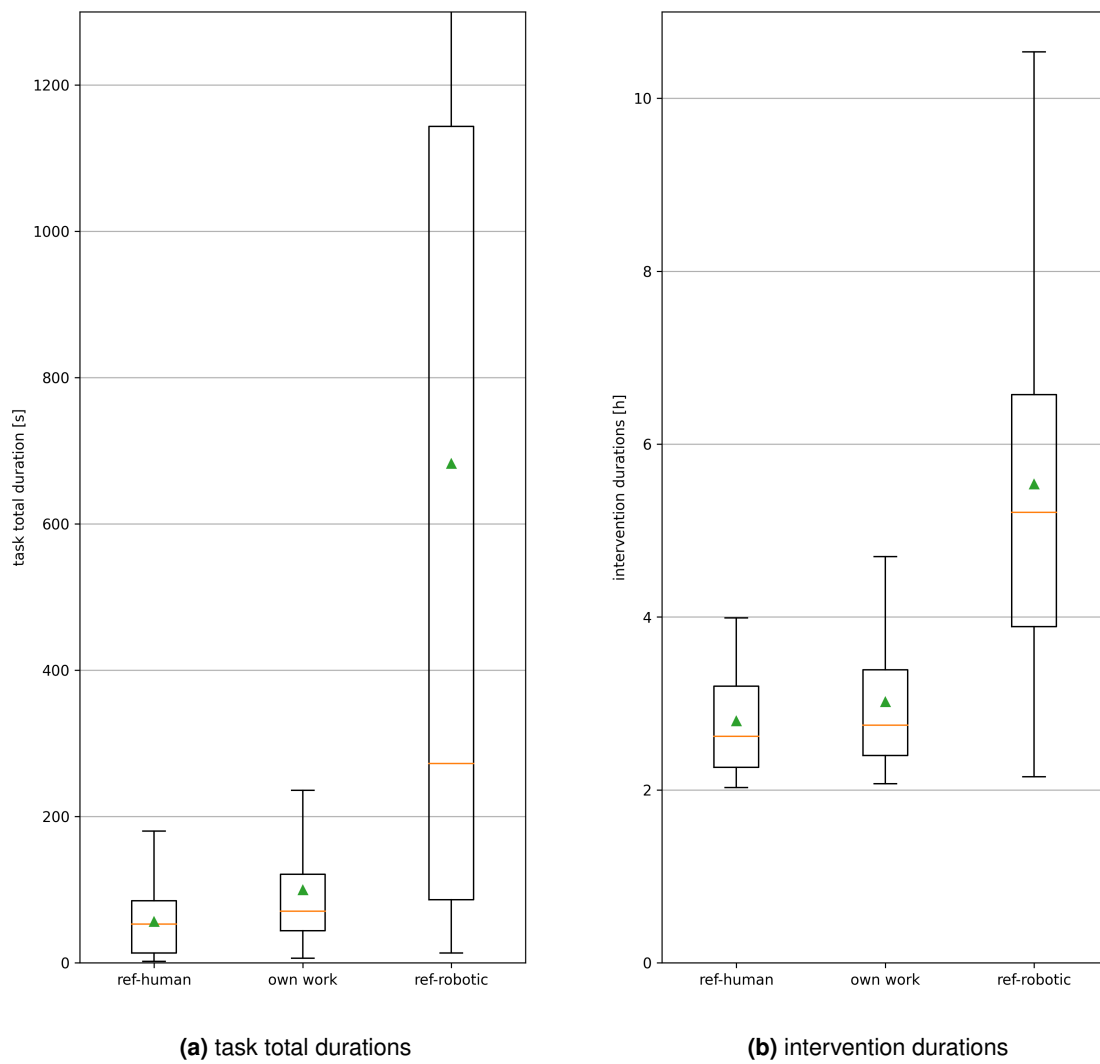 1200
1000
800
600
400
200
0
task total duration [s]
ref-human own work ref-robotic
(a) task total durations
10
8
6
4
2
0
intervention durations [h]
ref-human own work ref-robotic
(b) intervention durations